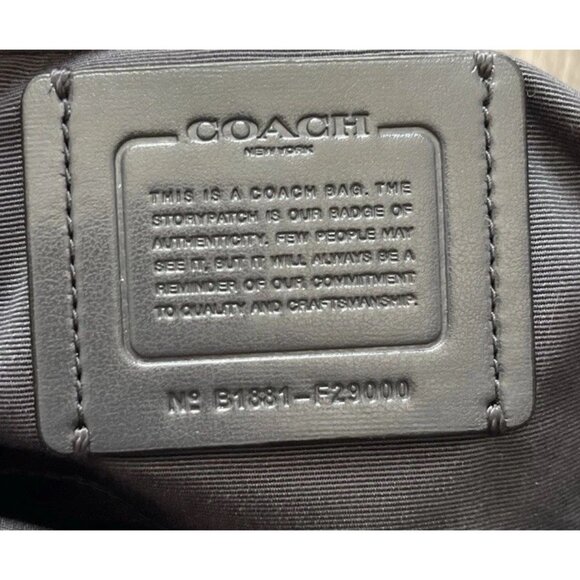 COACH
NEW YORK
THIS IS A COACH BAG. THE
STORYPATCH IS OUR BADGE OF
AUTHENTICITY. FEW PEOPLE MAY
SEE IT, BUT IT WILL ALWAYS BE A
REMINDER OF OUR COMMITMENT
TO QUALITY AND CRAFTSMANSHIP.
Nº B1881-F29000